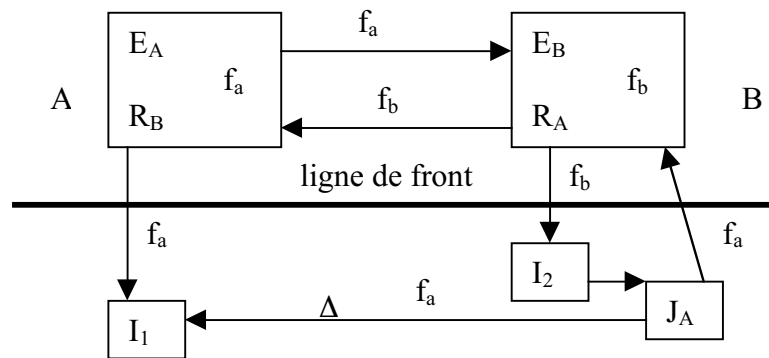 f_a
E_A
E_B
f_a
f_b
A
f_b
B
R_B
R_A
ligne de front
f_b
f_a
f_a
I_2
f_a
Δ
J_A
I_1